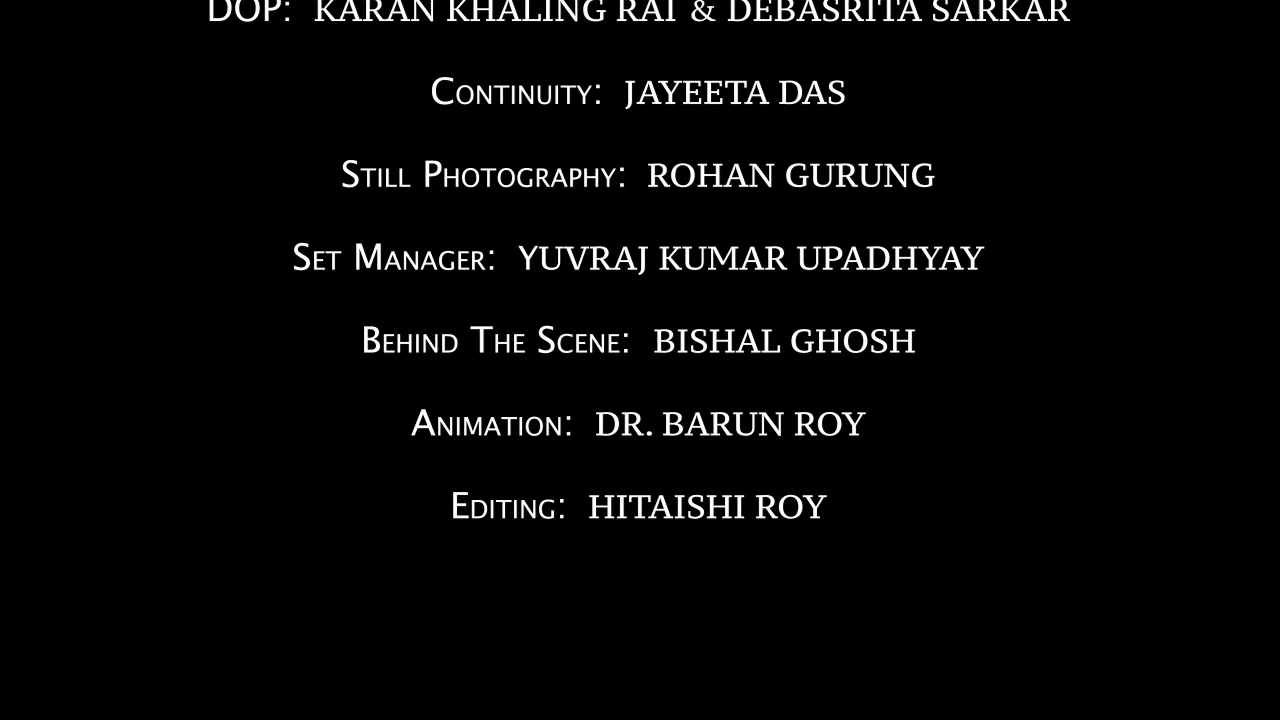 DOP: KARAN KHALING RAI & DEBASRITA SARKAR
Continuity: JAYEETA DAS
Still Photography: ROHAN GURUNG
Set Manager: YUVRAJ KUMAR UPADHYAY
Behind The Scene: BISHAL GHOSH
Animation: DR. BARUN ROY
Editing: HITAISHI ROY